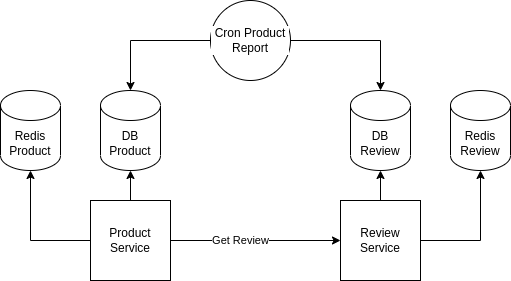 Cron Product
Report
Redis
Product
DB
Product
DB
Review
Redis
Review
Product
Service
Get Review
Review
Service